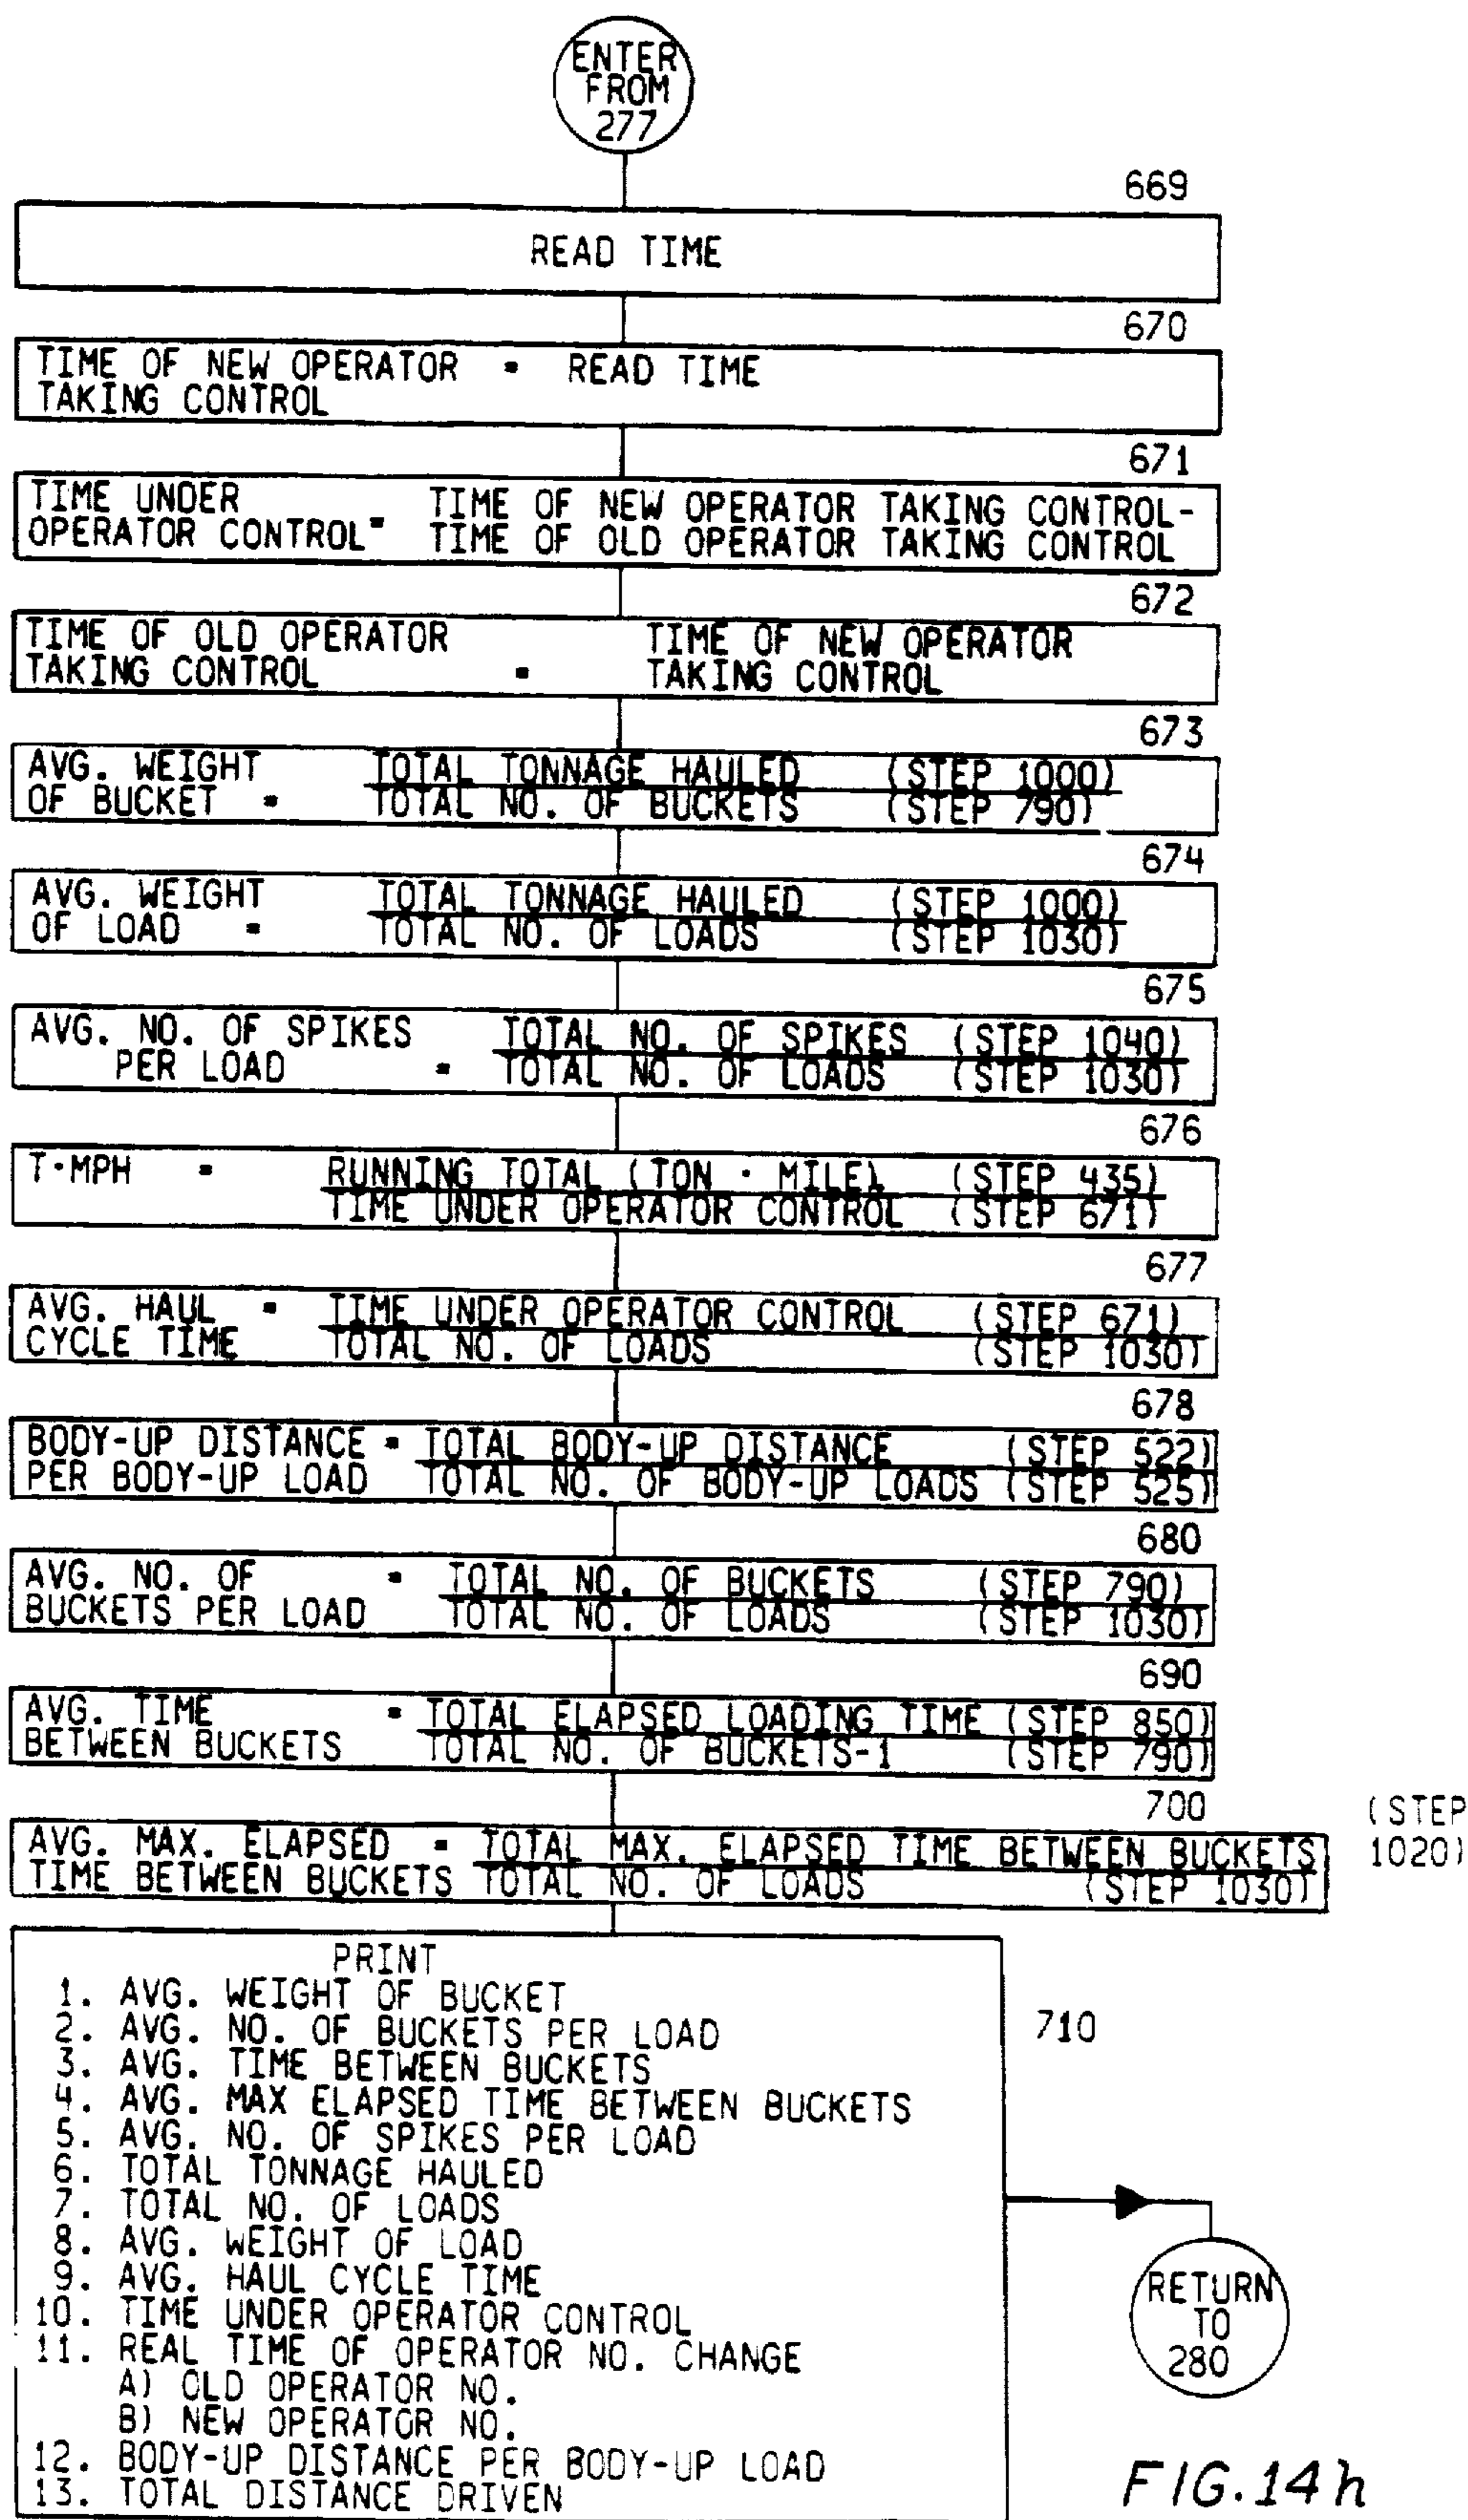 ENTER
FROM
277
669
READ TIME
670
TIME OF NEW OPERATOR = READ TIME
TAKING CONTROL
671
TIME UNDER TIME OF NEW OPERATOR TAKING CONTROL-
OPERATOR CONTROL= TIME OF OLD OPERATOR TAKING CONTROL
672
TIME OF OLD OPERATOR TIME OF NEW OPERATOR
TAKING CONTROL = TAKING CONTROL
673
AVG. WEIGHT TOTAL TONNAGE HAULED (STEP 1000)
OF BUCKET = TOTAL NO. OF BUCKETS (STEP 790)
674
AVG. WEIGHT TOTAL TONNAGE HAULED (STEP 1000)
OF LOAD = TOTAL NO. OF LOADS (STEP 1030)
675
AVG. NO. OF SPIKES TOTAL NO. OF SPIKES (STEP 1040)
PER LOAD = TOTAL NO. OF LOADS (STEP 1030)
676
T·MPH = RUNNING TOTAL (TON · MILE) (STEP 435)
TIME UNDER OPERATOR CONTROL (STEP 671)
677
AVG. HAUL = TIME UNDER OPERATOR CONTROL (STEP 671)
CYCLE TIME TOTAL NO. OF LOADS (STEP 1030)
678
BODY-UP DISTANCE = TOTAL BODY-UP DISTANCE (STEP 522)
PER BODY-UP LOAD TOTAL NO. OF BODY-UP LOADS (STEP 525)
680
AVG. NO. OF = TOTAL NO. OF BUCKETS (STEP 790)
BUCKETS PER LOAD TOTAL NO. OF LOADS (STEP 1030)
690
AVG. TIME = TOTAL ELAPSED LOADING TIME (STEP 850)
BETWEEN BUCKETS TOTAL NO. OF BUCKETS-1 (STEP 790)
700 (STEP
AVG. MAX. ELAPSED = TOTAL MAX. ELAPSED TIME BETWEEN BUCKETS 1020)
TIME BETWEEN BUCKETS TOTAL NO. OF LOADS (STEP 1030)
PRINT
1. AVG. WEIGHT OF BUCKET
2. AVG. NO. OF BUCKETS PER LOAD
710
3. AVG. TIME BETWEEN BUCKETS
4. AVG. MAX ELAPSED TIME BETWEEN BUCKETS
5. AVG. NO. OF SPIKES PER LOAD
6. TOTAL TONNAGE HAULED
7. TOTAL NO. OF LOADS
8. AVG. WEIGHT OF LOAD
9. AVG. HAUL CYCLE TIME
10. TIME UNDER OPERATOR CONTROL
11. REAL TIME OF OPERATOR NO. CHANGE
A) OLD OPERATOR NO.
B) NEW OPERATOR NO.
12. BODY-UP DISTANCE PER BODY-UP LOAD
13. TOTAL DISTANCE DRIVEN
RETURN
TO
280
FIG.14h